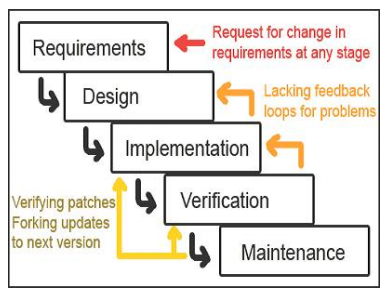 Requirements
Request for change in
requirements at any stage
Design
Lacking feedback
loops for problems
Implementation
Verifying patches
Forking updates
to next version
Verification
Maintenance